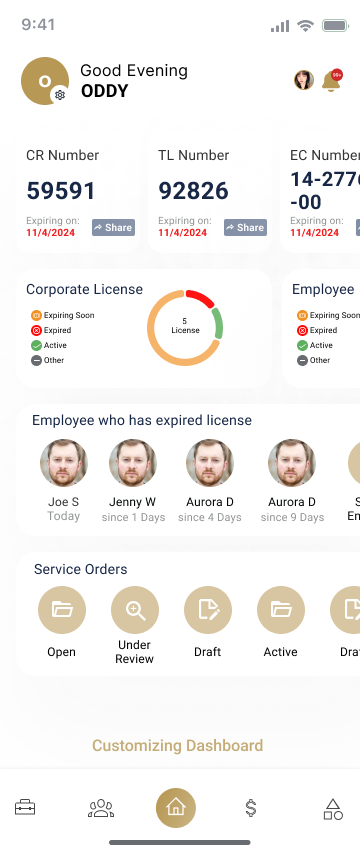 9:41
O
Good Evening
ODDY
99+
CR Number
59591
Expiring on:
11/4/2024
Share
TL Number
92826
Expiring on:
11/4/2024
Share
EC Number
14-2776
-00
Expiring on:
11/4/2024
Corporate License
Expiring Soon
Expired
Active
Other
5
License
Employee
Expiring Soon
Expired
Active
Other
Employee who has expired license
Joe S
Today
Jenny W
since 1 Days
Aurora D
since 4 Days
Aurora D
since 9 Days
S
Em
Service Orders
Open
Under
Review
Draft
Active
Draf
Customizing Dashboard